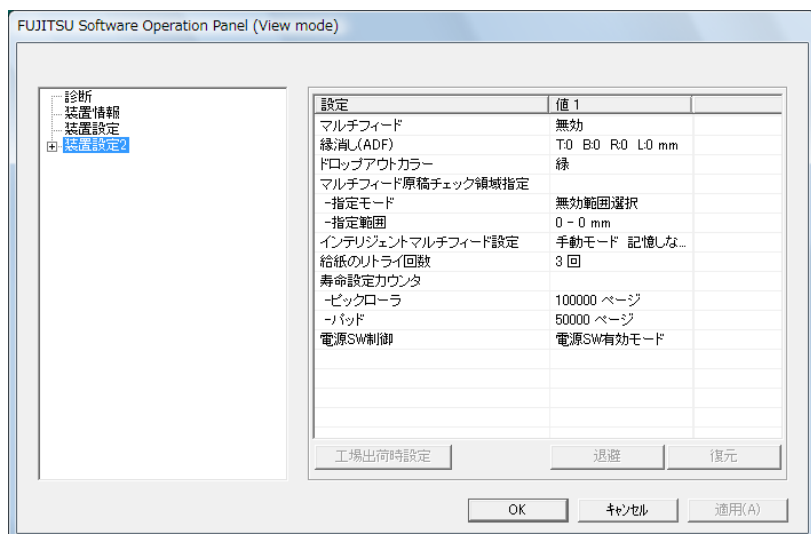 FUJITSU Software Operation Panel (View mode)
診断
装置情報
装置設定
装置設定2
設定 値 1
マルチフィード 無効
縁消し(ADF) T:0 B:0 R:0 L:0 mm
ドロップアウトカラー 緑
マルチフィード原稿チェック領域指定
-指定モード 無効範囲選択
-指定範囲 0 - 0 mm
インテリジェントマルチフィード設定 手動モード 記憶しな...
給紙のリトライ回数 3 回
寿命設定カウンタ
-ピックローラ 100000 ページ
-パッド 50000 ページ
電源SW制御 電源SW有効モード
工場出荷時設定 退避 復元
OK キャンセル 適用(A)